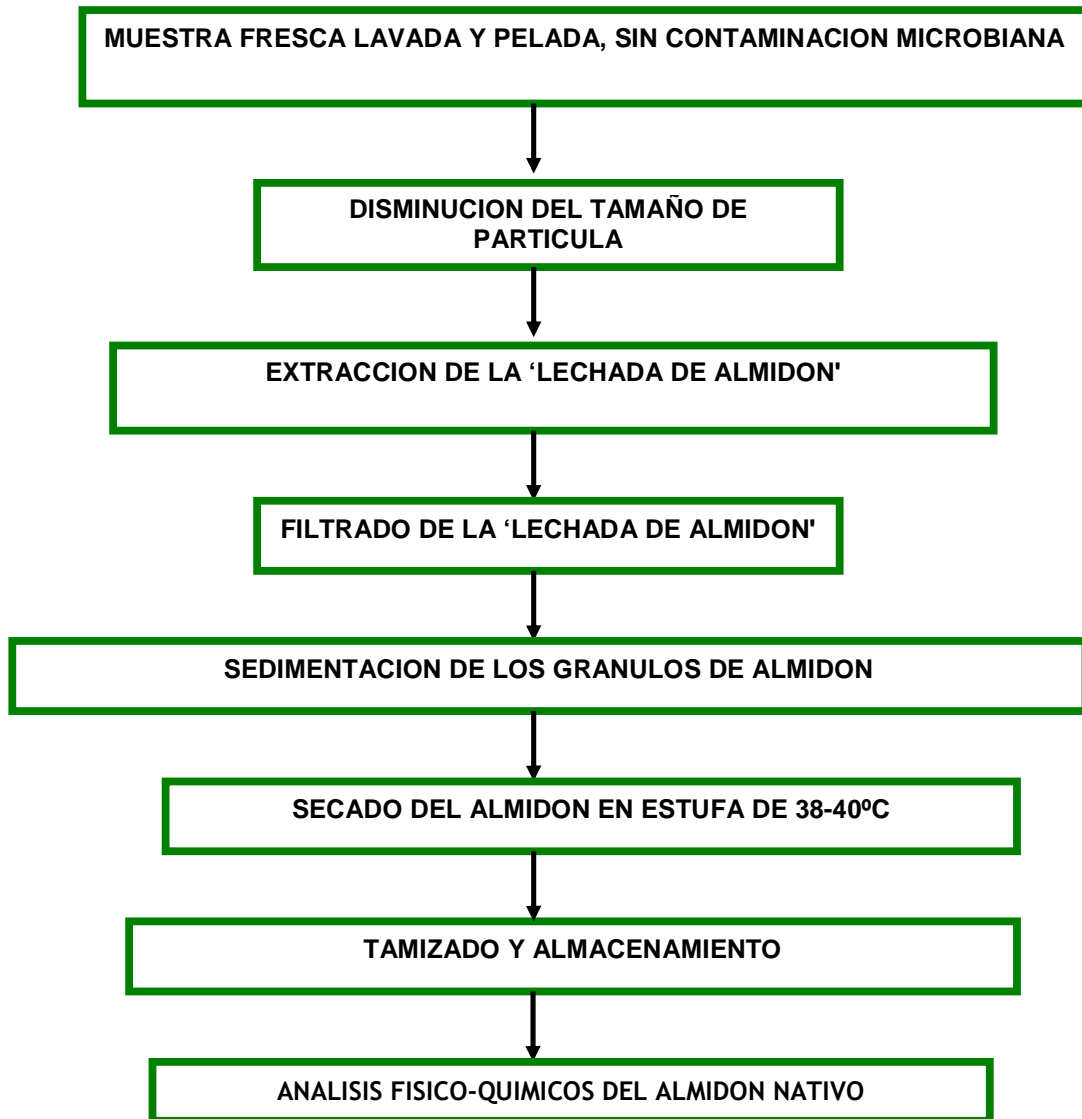 MUESTRA FRESCA LAVADA Y PELADA, SIN CONTAMINACION MICROBIANA
DISMINUCION DEL TAMAÑO DE
PARTICULA
EXTRACCION DE LA ‘LECHADA DE ALMIDON'
FILTRADO DE LA ‘LECHADA DE ALMIDON'
SEDIMENTACION DE LOS GRANULOS DE ALMIDON
SECADO DEL ALMIDON EN ESTUFA DE 38-40ºC
TAMIZADO Y ALMACENAMIENTO
ANALISIS FISICO-QUIMICOS DEL ALMIDON NATIVO